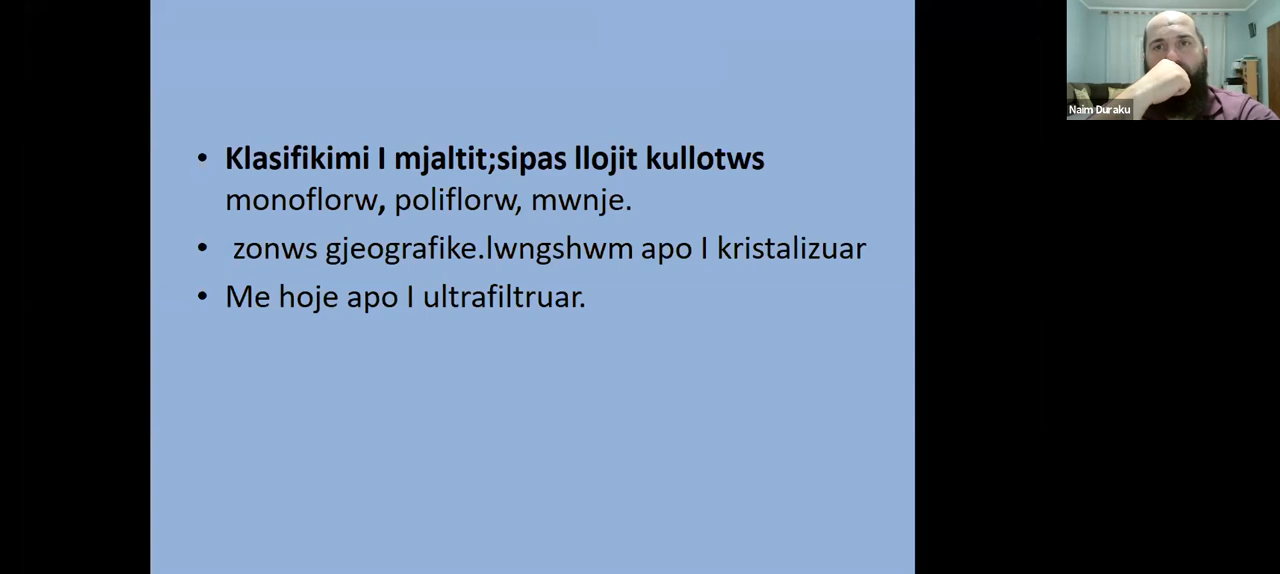 • Klasifikimi I mjaltit;sipas llojit kullotws
monoflorw, poliflorw, mwnje.
• zonws gjeografike.lwngshwm apo I kristalizuar
• Me hoje apo I ultrafiltruar.
Naim Duraku